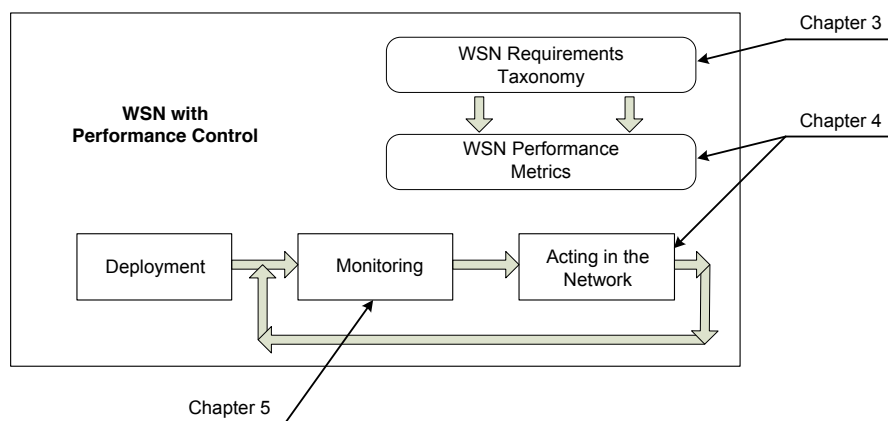 Chapter 3
WSN Requirements
Taxonomy
WSN with
Performance Control
Chapter 4
WSN Performance
Metrics
Deployment
Monitoring
Acting in the
Network
Chapter 5